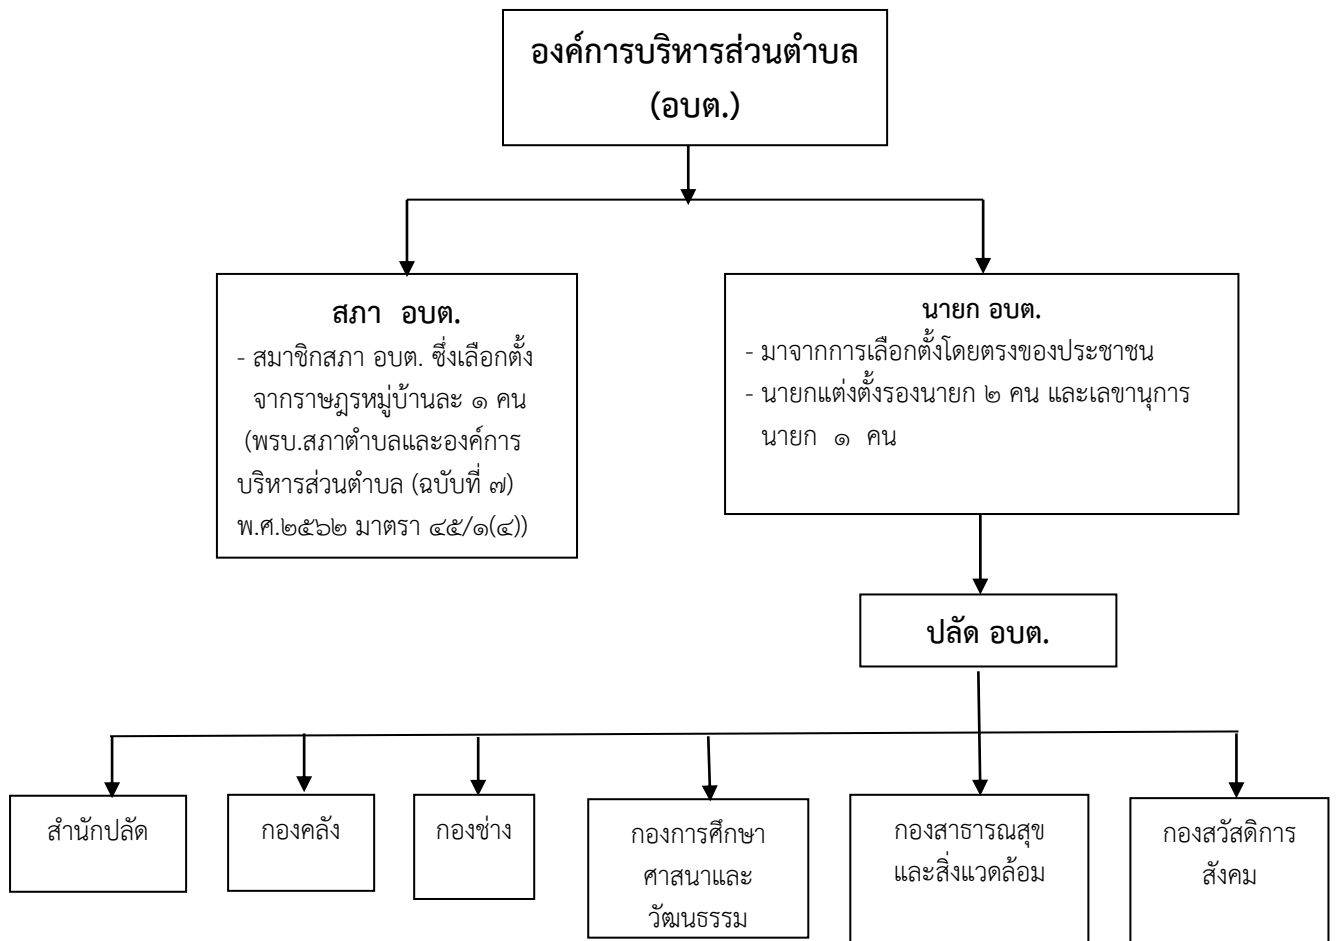 องค์การบริหารส่วนตำบล
(อบต.)
สภา อบต.
- สมาชิกสภา อบต. ซึ่งเลือกตั้ง
จากราษฎรหมู่บ้านละ ๑ คน
(พรบ.สภาตำบลและองค์การ
บริหารส่วนตำบล (ฉบับที่ ๗)
พ.ศ.๒๕๖๒ มาตรา ๔๕/๑(๔))
นายก อบต.
- มาจากการเลือกตั้งโดยตรงของประชาชน
- นายกแต่งตั้งรองนายก ๒ คน และเลขานุการ
นายก ๑ คน
ปลัด อบต.
สำนักปลัด
กองคลัง
กองช่าง
กองการศึกษา
ศาสนาและ
วัฒนธรรม
กองสาธารณสุข
และสิ่งแวดล้อม
กองสวัสดิการ
สังคม